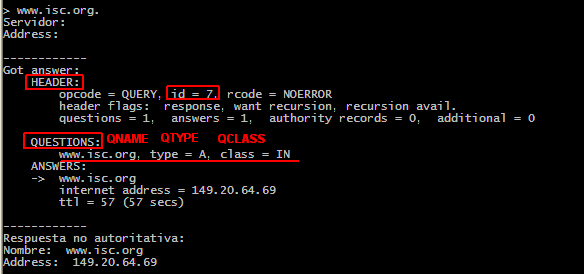 > www.isc.org.
Servidor:
Address:
------------
Got answer:
HEADER:
opcode = QUERY, id = 7, rcode = NOERROR
header flags:  response, want recursion, recursion avail.
questions = 1,  answers = 1,  authority records = 0,  additional = 0
QUESTIONS: QNAME QTYPE QCLASS
www.isc.org, type = A, class = IN
ANSWERS:
->  www.isc.org
internet address = 149.20.64.69
ttl = 57 (57 secs)
------------
Respuesta no autoritativa:
Nombre:  www.isc.org
Address:  149.20.64.69